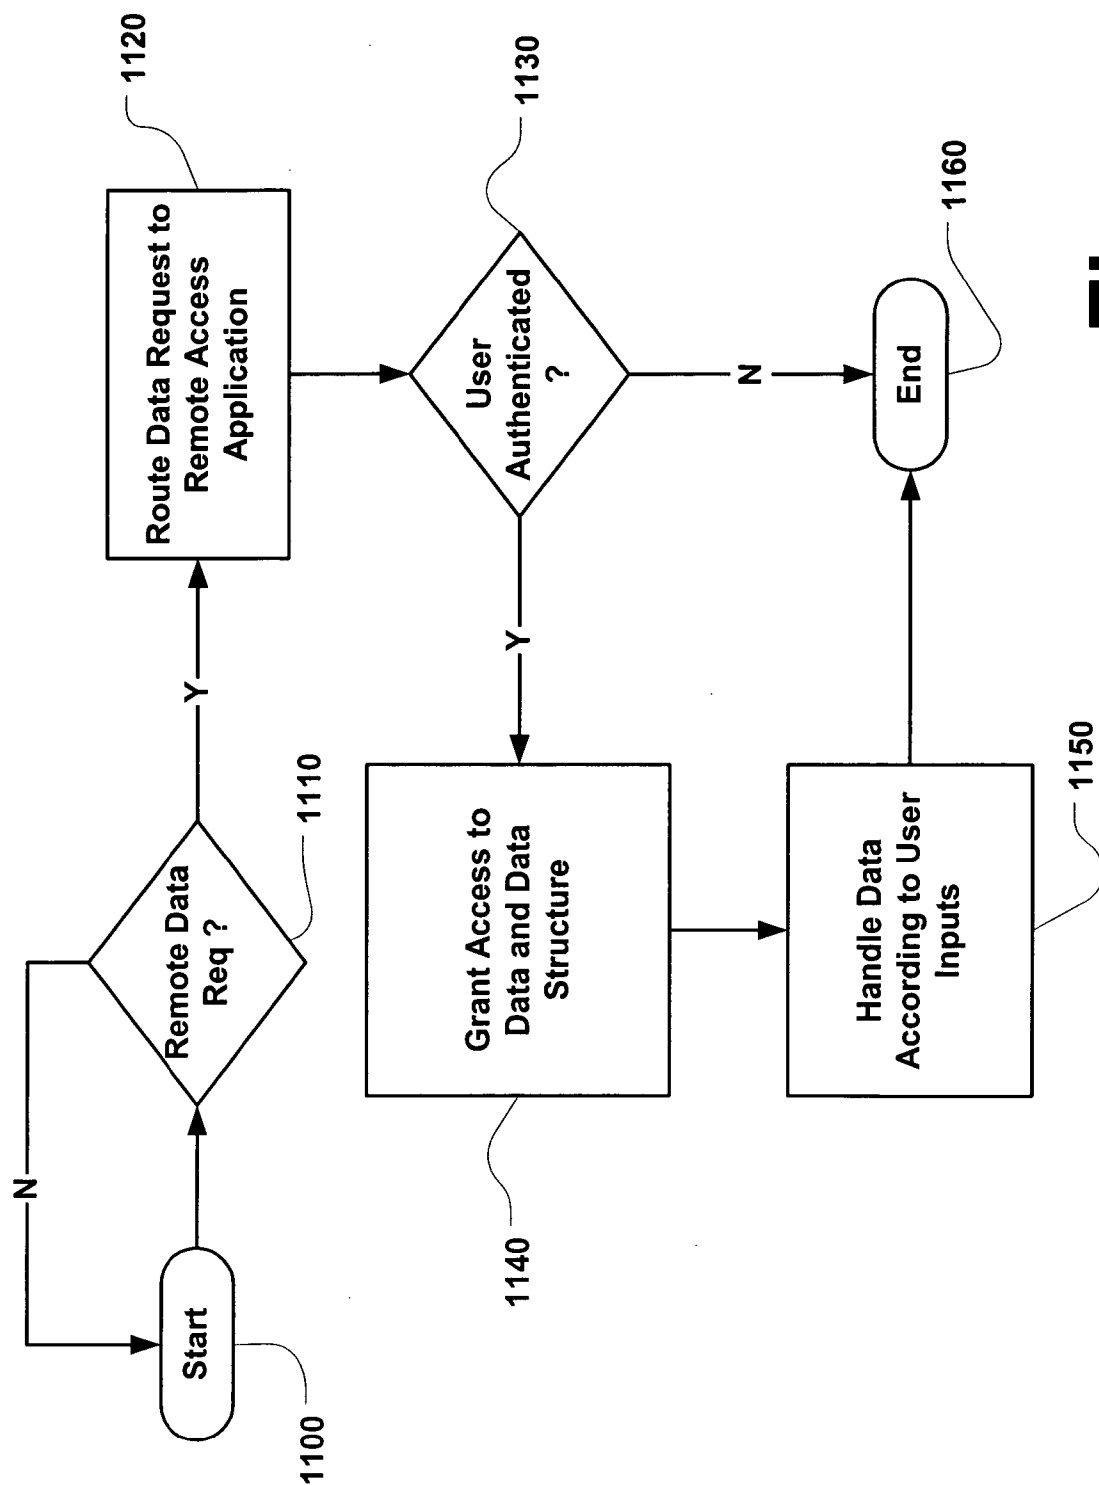 N
Start
1100
Remote Data
Req ?
1110
Y
Route Data Request to
Remote Access
Application
1120
User
Authenticated
?
1130
Y
N
Grant Access to
Data and Data
Structure
1140
Handle Data
According to User
Inputs
1150
End
1160